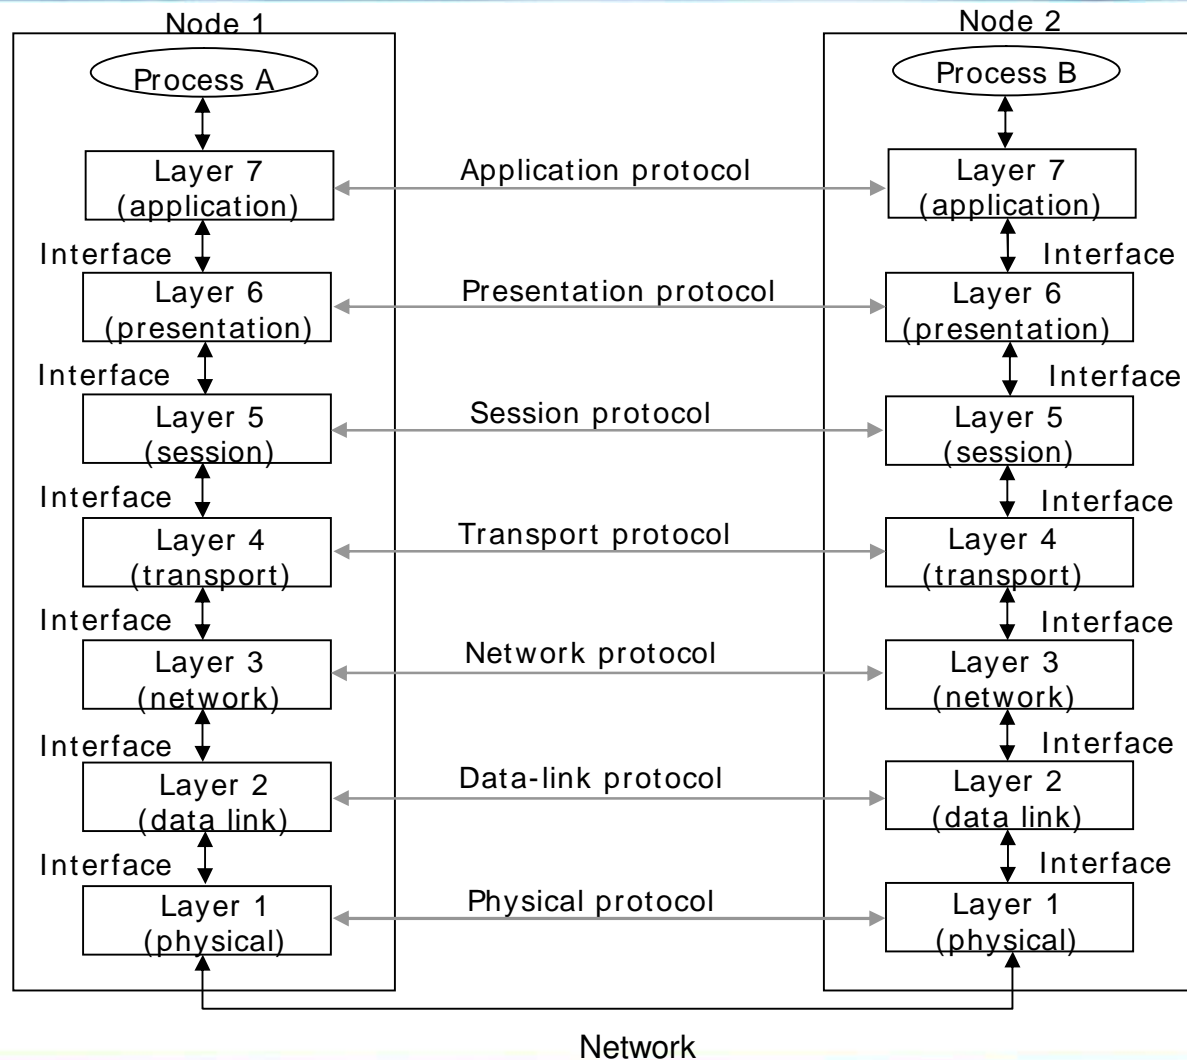 Node 1
Node 2
Process A
Process B
Layer 7
(application)
Application protocol
Layer 7
(application)
Interface
Interface
Layer 6
(presentation)
Presentation protocol
Layer 6
(presentation)
Interface
Interface
Layer 5
(session)
Session protocol
Layer 5
(session)
Interface
Interface
Layer 4
(transport)
Transport protocol
Layer 4
(transport)
Interface
Interface
Layer 3
(network)
Network protocol
Layer 3
(network)
Interface
Interface
Layer 2
(data link)
Data-link protocol
Layer 2
(data link)
Interface
Interface
Layer 1
(physical)
Physical protocol
Layer 1
(physical)
Network